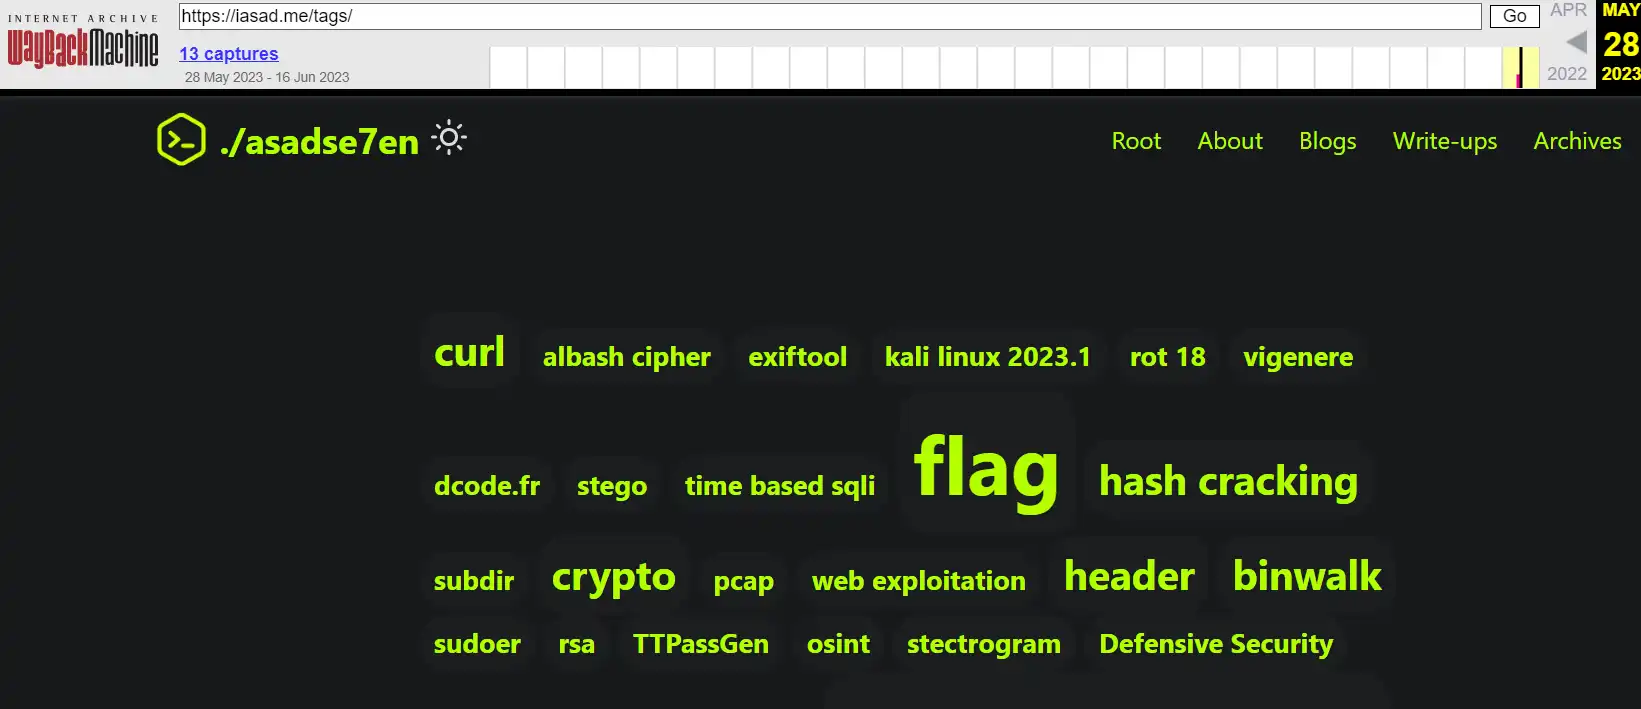 INTERNET ARCHIVE
WayBackMachine
https://iasad.me/tags/
Go
APR
MAY
13 captures
28
28 May 2023 - 16 Jun 2023
2022
2023
./asadse7en
Root About Blogs Write-ups Archives
curl albash cipher exiftool kali linux 2023.1 rot 18 vigenere
dcode.fr stego time based sqli flag hash cracking
subdir crypto pcap web exploitation header binwalk
sudoer rsa TTPassGen osint stectrogram Defensive Security